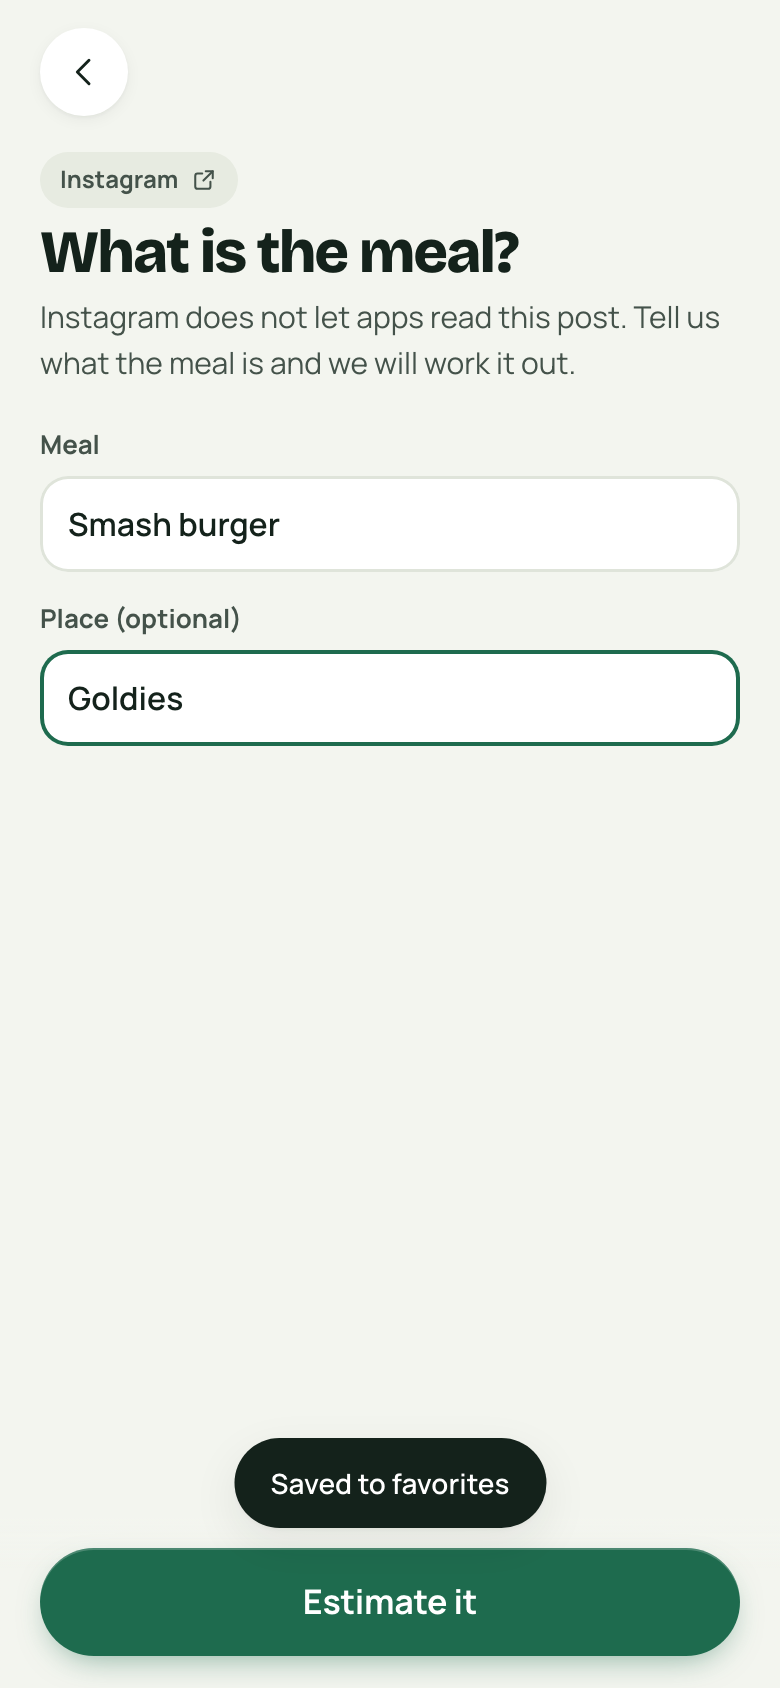 Instagram
What is the meal?
Instagram does not let apps read this post. Tell us
what the meal is and we will work it out.
Meal
Smash burger
Place (optional)
Goldies
Saved to favorites
Estimate it